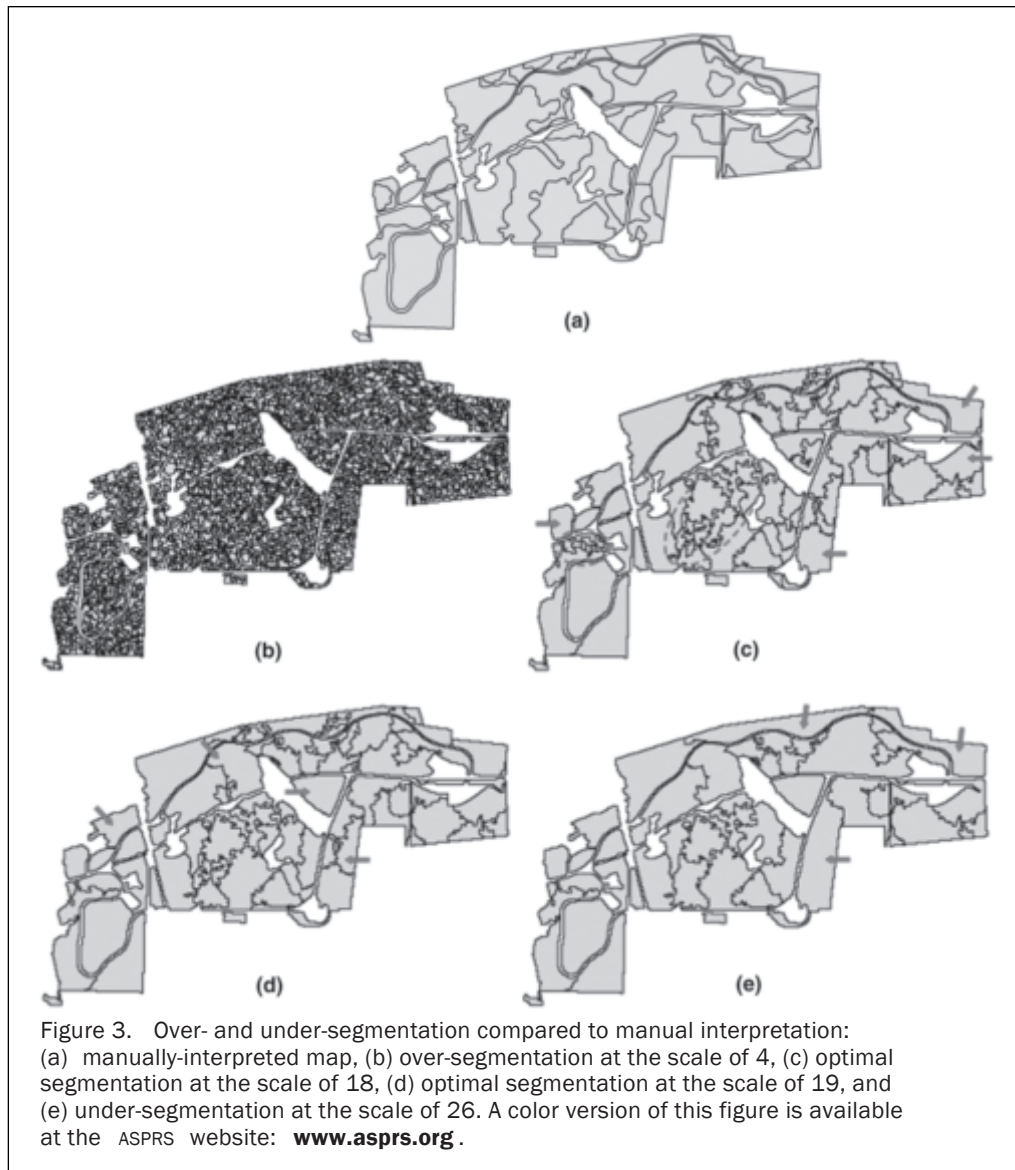 (a)
(b)
(c)
(d)
(e)
Figure 3. Over- and under-segmentation compared to manual interpretation:
(a) manually-interpreted map, (b) over-segmentation at the scale of 4, (c) optimal
segmentation at the scale of 18, (d) optimal segmentation at the scale of 19, and
(e) under-segmentation at the scale of 26. A color version of this figure is available
at the ASPRS website: www.asprs.org.